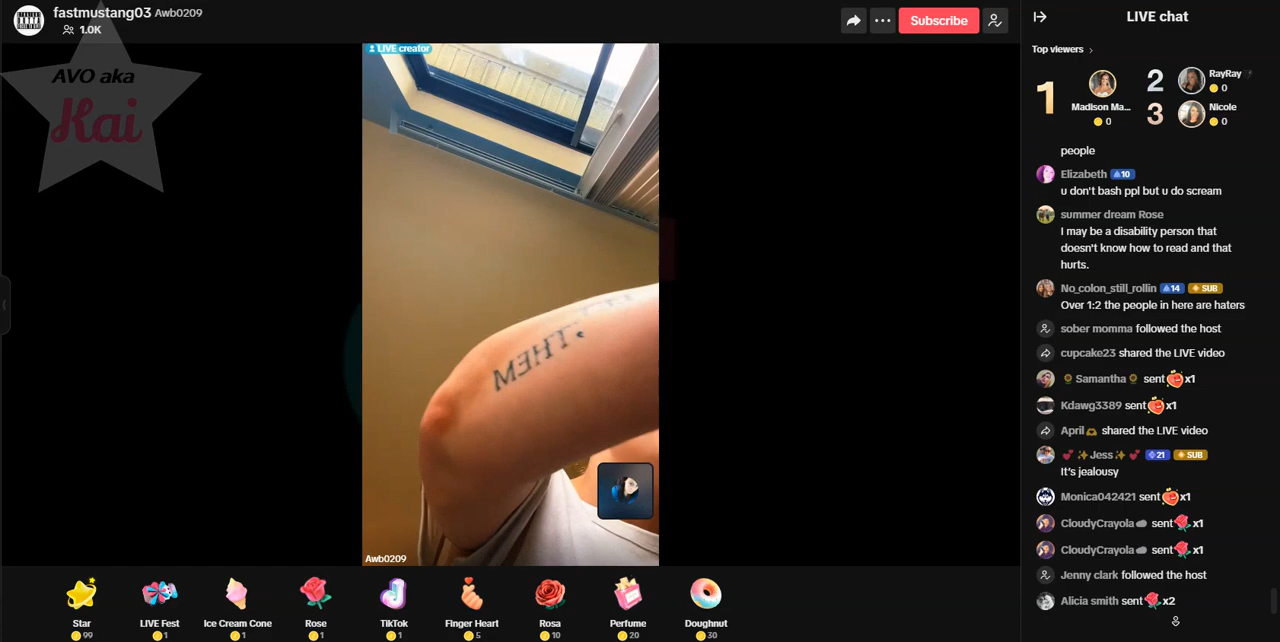 fastmustang03 Awb0209
1.0K
Subscribe
LIVE chat
AVO aka
Kai
LIVE creator
THEM
Awb0209
Top viewers
1
Madison Ma...
0
2
RayRay
0
3
Nicole
0
people
Elizabeth 10
u don't bash ppl but u do scream
summer dream Rose
I may be a disability person that
doesn't know how to read and that
hurts.
No_colon_still_rollin 14 SUB
Over 1:2 the people in here are haters
sober momma followed the host
cupcake23 shared the LIVE video
Samantha sent x1
Kdawg3389 sent x1
April shared the LIVE video
Jess 21 SUB
It's jealousy
Monica042421 sent x1
CloudyCrayola sent x1
CloudyCrayola sent x1
Jenny clark followed the host
Alicia smith sent x2
Star
99
LIVE Fest
1
Ice Cream Cone
1
Rose
1
TikTok
1
Finger Heart
5
Rosa
10
Perfume
20
Doughnut
30